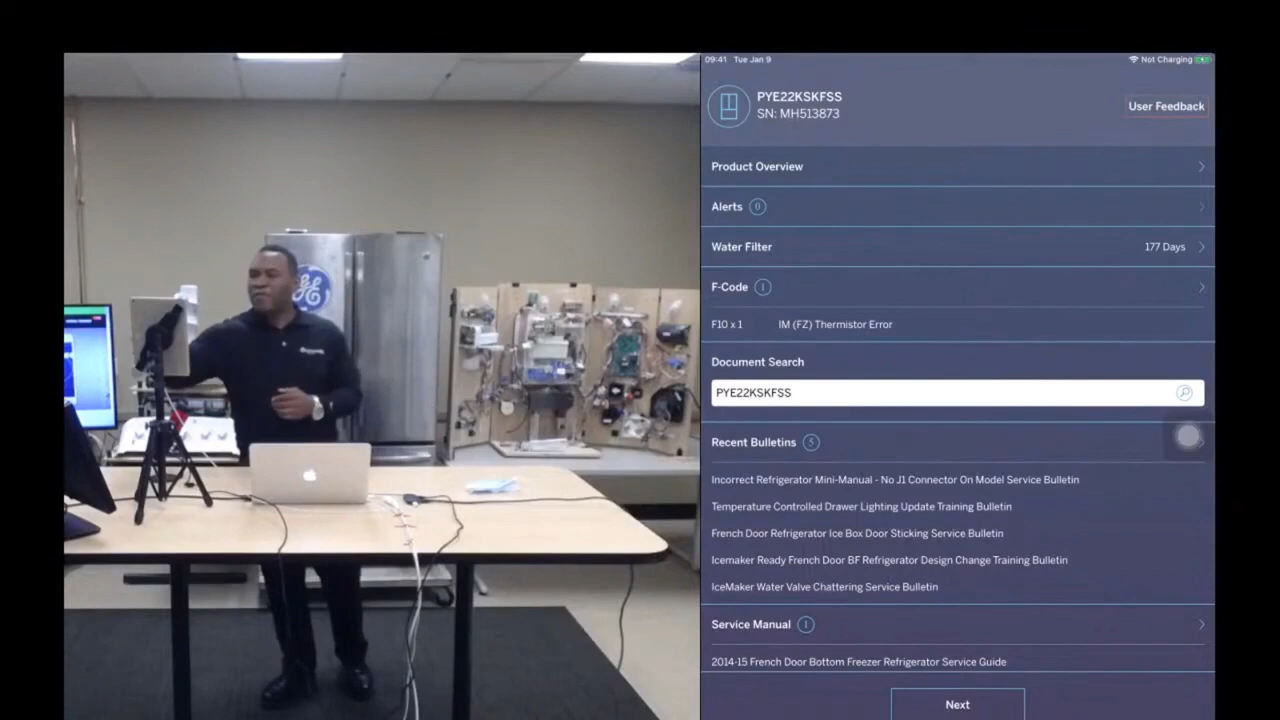 09:41 Tue Jan 9
Not Charging
PYE22KSKFSS
SN: MH513873
User Feedback
Product Overview
Alerts 0
Water Filter 177 Days
F-Code 1
F10 x 1 IM (FZ) Thermistor Error
Document Search
PYE22KSKFSS
Recent Bulletins 5
Incorrect Refrigerator Mini-Manual - No J1 Connector On Model Service Bulletin
Temperature Controlled Drawer Lighting Update Training Bulletin
French Door Refrigerator Ice Box Door Sticking Service Bulletin
Icemaker Ready French Door BF Refrigerator Design Change Training Bulletin
IceMaker Water Valve Chattering Service Bulletin
Service Manual 1
2014-15 French Door Bottom Freezer Refrigerator Service Guide
Next
GE